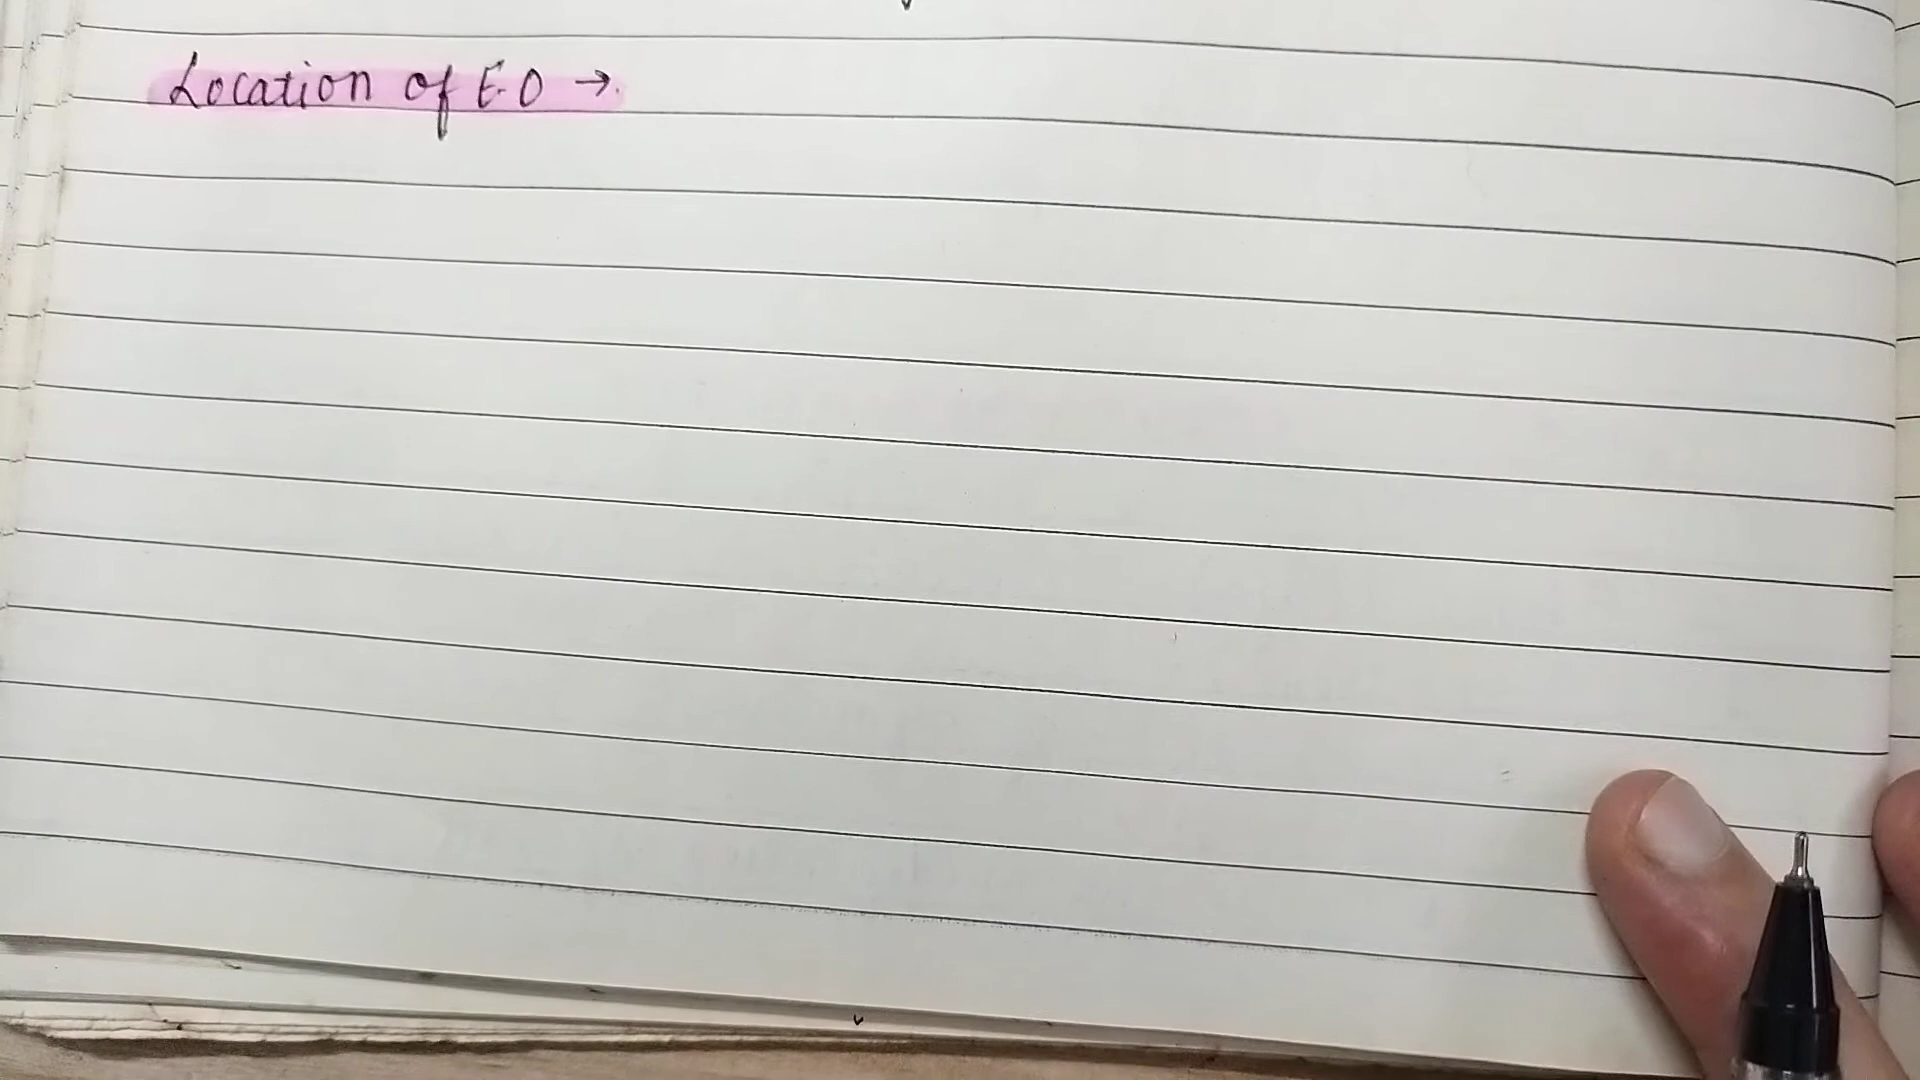 Location of E.O →